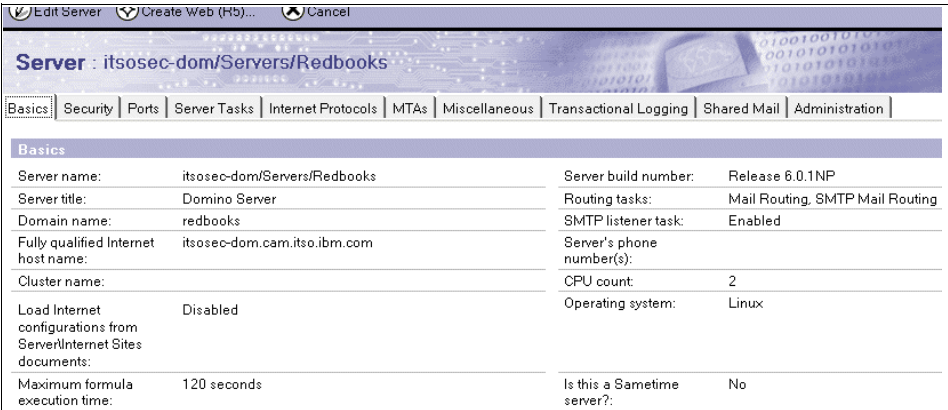 Edit Server Create Web (R5)... Cancel
Server : itsosec-dom/Servers/Redbooks
Basics Security Ports Server Tasks Internet Protocols MTAs Miscellaneous Transactional Logging Shared Mail Administration
Basics
Server name: itsosec-dom/Servers/Redbooks Server build number: Release 6.0.1NP
Server title: Domino Server Routing tasks: Mail Routing, SMTP Mail Routing
Domain name: redbooks SMTP listener task: Enabled
Fully qualified Internet itsosec-dom.cam.itso.ibm.com Server's phone
host name: number(s):
Cluster name: CPU count: 2
Load Internet Disabled Operating system: Linux
configurations from
Server\Internet Sites
documents:
Maximum formula 120 seconds Is this a Sametime No
execution time: server?: